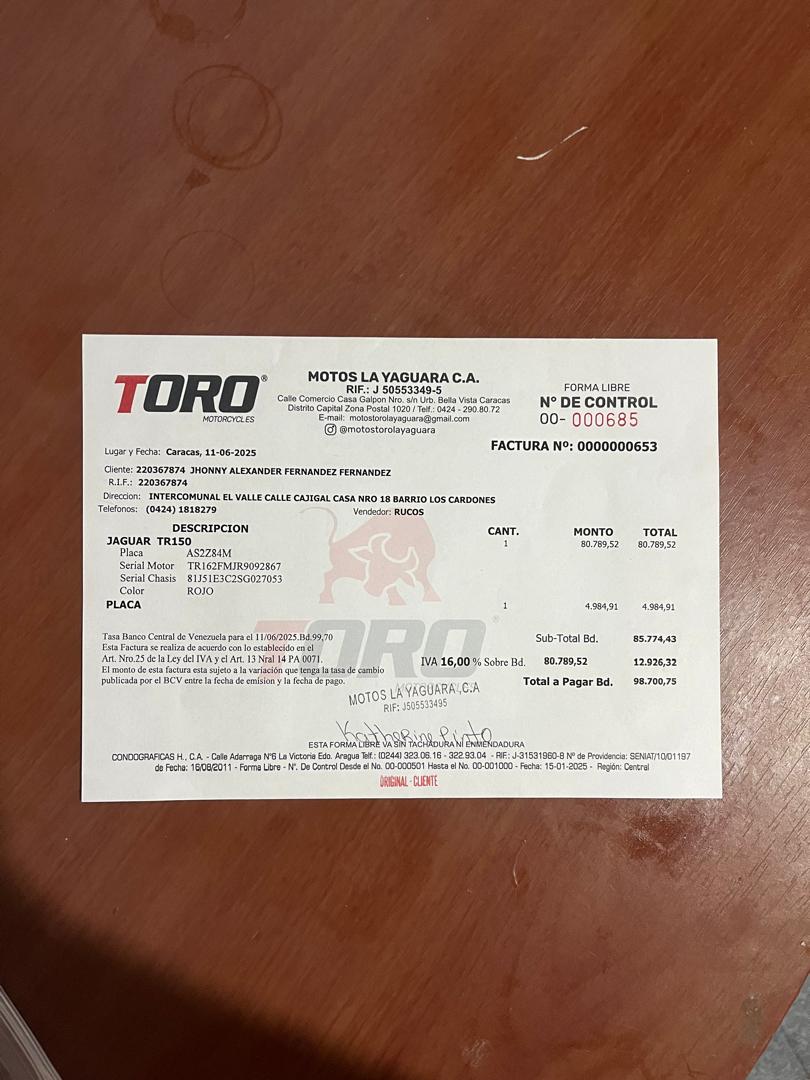 TORO®
MOTORCYCLES
MOTOS LA YAGUARA C.A.
RIF.: J 50553349-5
Calle Comercio Casa Galpon Nro. s/n Urb. Bella Vista Caracas
Distrito Capital Zona Postal 1020 / Telf.: 0424 - 290.80.72
E-mail: motostorolayaguara@gmail.com
@motostorolayaguara
FORMA LIBRE
N° DE CONTROL
00- 000685
FACTURA Nº: 0000000653
Lugar y Fecha: Caracas, 11-06-2025
Cliente: 220367874 JHONNY ALEXANDER FERNANDEZ FERNANDEZ
R.I.F.: 220367874
Direccion: INTERCOMUNAL EL VALLE CALLE CAJIGAL CASA NRO 18 BARRIO LOS CARDONES
Telefonos: (0424) 1818279 Vendedor: RUCOS
DESCRIPCION CANT. MONTO TOTAL
JAGUAR TR150 1 80.789,52 80.789,52
Placa AS2Z84M
Serial Motor TR162FMJR9092867
Serial Chasis 81J51E3C2SG027053
Color ROJO
PLACA 1 4.984,91 4.984,91
TORO®
MOTORCYCLES
Tasa Banco Central de Venezuela para el 11/06/2025.Bd.99,70
Esta Factura se realiza de acuerdo con lo establecido en el
Art. Nro.25 de la Ley del IVA y el Art. 13 Nral 14 PA 0071.
El monto de esta factura esta sujeto a la variación que tenga la tasa de cambio
publicada por el BCV entre la fecha de emision y la fecha de pago.
Sub-Total Bd. 85.774,43
IVA 16,00 % Sobre Bd. 80.789,52 12.926,32
Total a Pagar Bd. 98.700,75
MOTOS LA YAGUARA, C.A
RIF: J505533495
Katherine Pinto
ESTA FORMA LIBRE VA SIN TACHADURA NI ENMENDADURA
CONDOGRAFICAS H., C.A. - Calle Adarraga N°6 La Victoria Edo. Aragua Telf.: (0244) 323.06.16 - 322.93.04 - RIF.: J-31531960-8 Nº de Providencia: SENIAT/10/01197
de Fecha: 16/08/2011 - Forma Libre - N°. De Control Desde el No. 00-000501 Hasta el No. 00-001000 - Fecha: 15-01-2025 - Región: Central
ORIGINAL - CLIENTE